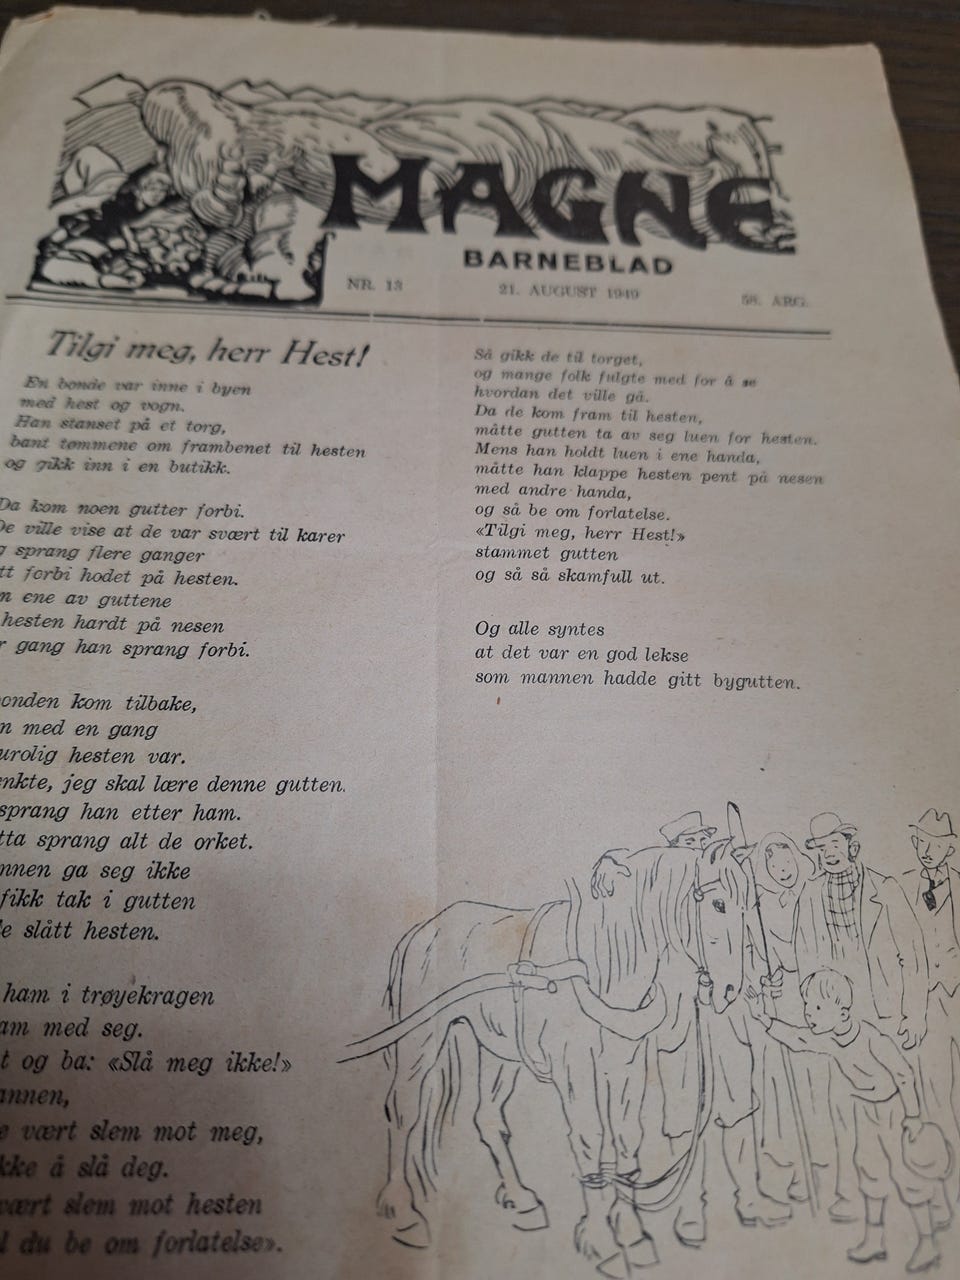 MAGNE
BARNEBLAD
NR. 13
21. AUGUST 1949
58. ÅRG.
Tilgi meg, herr Hest!
En bonde var inne i byen
med hest og vogn.
Han stanset på et torg,
bant tømmene om frambenet til hesten
og gikk inn i en butikk.
Da kom noen gutter forbi.
De ville vise at de var svært til karer
sprang flere ganger
tt forbi hodet på hesten.
n ene av guttene
hesten hardt på nesen
r gang han sprang forbi.
onden kom tilbake,
n med en gang
urolig hesten var.
enkte, jeg skal lære denne gutten.
sprang han etter ham.
tta sprang alt de orket.
nnen ga seg ikke
fikk tak i gutten
e slått hesten.
ham i trøyekragen
am med seg.
t og ba: «Slå meg ikke!»
annen,
e vært slem mot meg,
kke å slå deg.
vært slem mot hesten
l du be om forlatelse».
Så gikk de til torget,
og mange folk fulgte med for å se
hvordan det ville gå.
Da de kom fram til hesten,
måtte gutten ta av seg luen for hesten.
Mens han holdt luen i ene handa,
måtte han klappe hesten pent på nesen
med andre handa,
og så be om forlatelse.
«Tilgi meg, herr Hest!»
stammet gutten
og så så skamfull ut.
Og alle syntes
at det var en god lekse
som mannen hadde gitt bygutten.